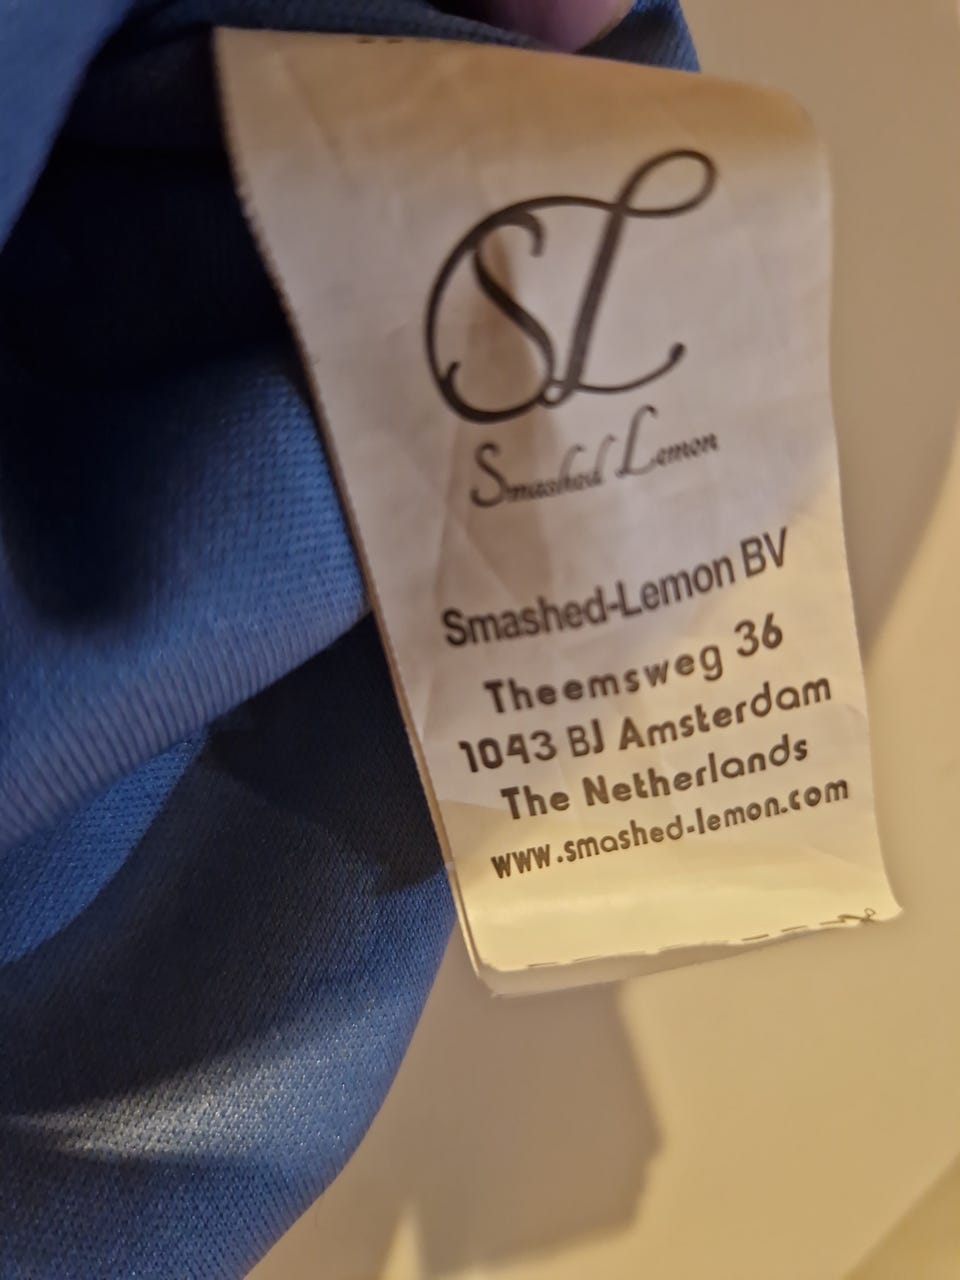 SL
Smashed Lemon
Smashed-Lemon BV
Theemsweg 36
1043 BJ Amsterdam
The Netherlands
www.smashed-lemon.com